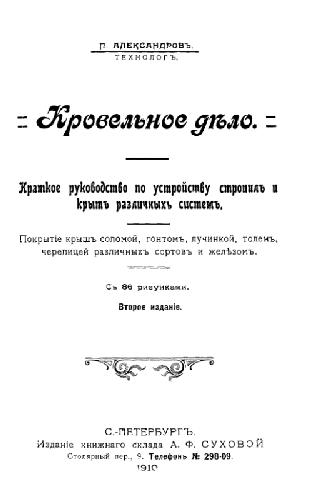 П. АЛЕКСАНДРОВЪ.
ТЕХНОЛОГЪ.
Кровельное дѣло.
Краткое руководство по устройству стропилъ и
крытъ различныхъ системъ.
Покрытіе крышъ соломой, гонтомъ, лучинкой, толемъ,
черепицей различныхъ сортовъ и желѣзомъ.
Съ 86 рисунками.
Второе изданіе.
С.-ПЕТЕРБУРГЪ.
Изданіе книжнаго склада А. Ф. СУХОВОЙ
Столярный пер., 9. Телефонъ № 298-09.
1910